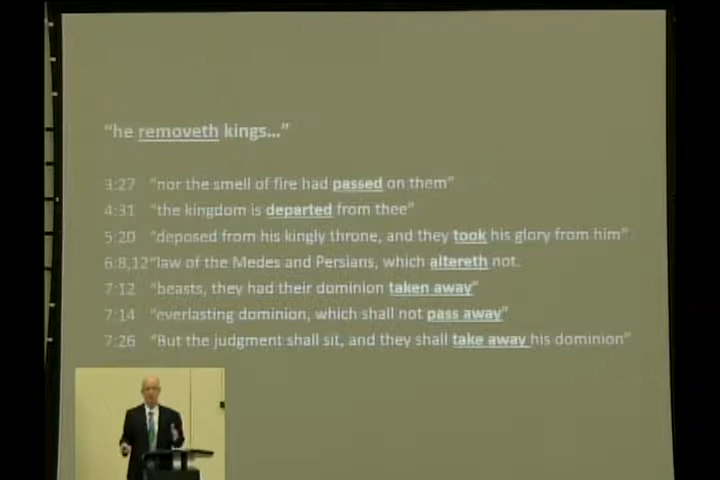 “he removeth kings…”
3:27 “nor the smell of fire had passed on them”
4:31 “the kingdom is departed from thee”
5:20 “deposed from his kingly throne, and they took his glory from him”
6:8,12“law of the Medes and Persians, which altereth not.
7:12 “beasts, they had their dominion taken away”
7:14 “everlasting dominion, which shall not pass away”
7:26 “But the judgment shall sit, and they shall take away his dominion”